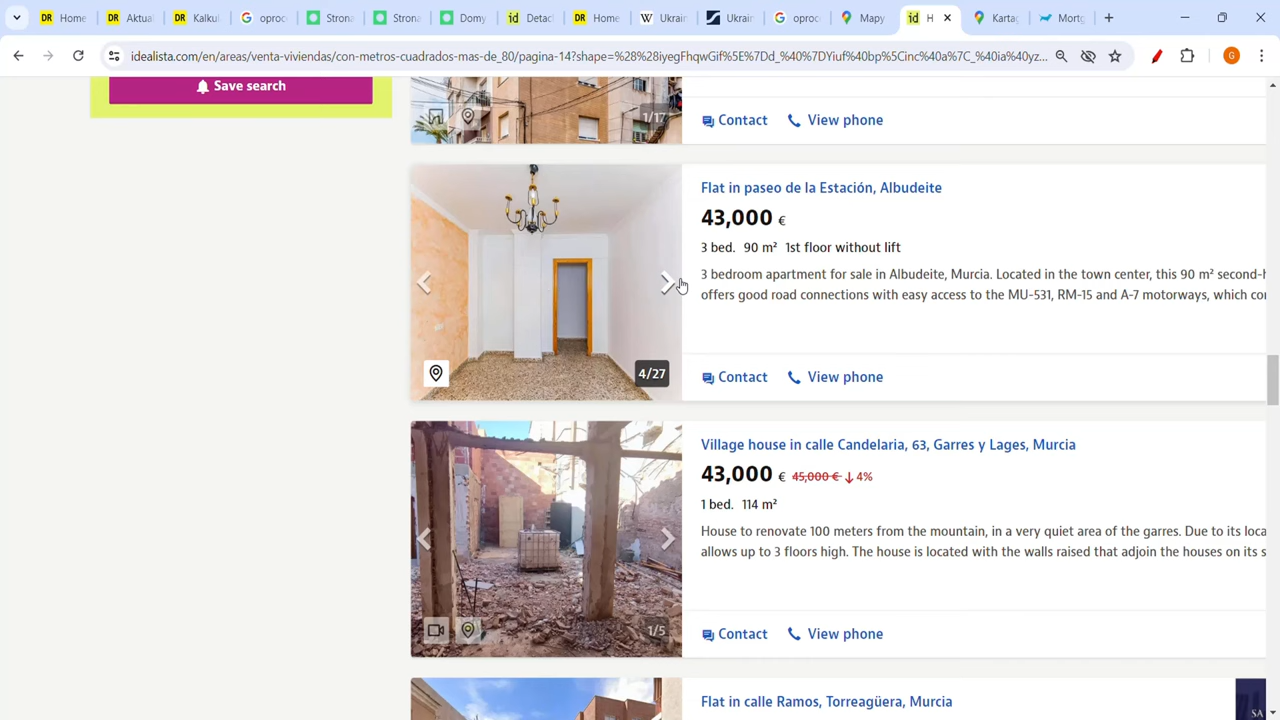 Home
Aktua
Kalkul
oproc
Strona
Strona
Domy
Detac
Home
Ukrain
Ukrain
oproc
Mapy
H
Kartag
Mortg
idealista.com/en/areas/venta-viviendas/con-metros-cuadrados-mas-de_80/pagina-14?shape=%28%28iyegFhqwGif%5E%7Dd_%40%7DYiuf%40bp%5Cinc%40a%7C_%40ia%40yz...
G
Save search
1/17
Contact
View phone
Flat in paseo de la Estación, Albudeite
43,000 €
3 bed. 90 m² 1st floor without lift
3 bedroom apartment for sale in Albudeite, Murcia. Located in the town center, this 90 m² second-h
offers good road connections with easy access to the MU-531, RM-15 and A-7 motorways, which co
4/27
Contact
View phone
Village house in calle Candelaria, 63, Garres y Lages, Murcia
43,000 € 45,000 € 4%
1 bed. 114 m²
House to renovate 100 meters from the mountain, in a very quiet area of the garres. Due to its loca
allows up to 3 floors high. The house is located with the walls raised that adjoin the houses on its s
1/5
Contact
View phone
Flat in calle Ramos, Torreagüera, Murcia
SA